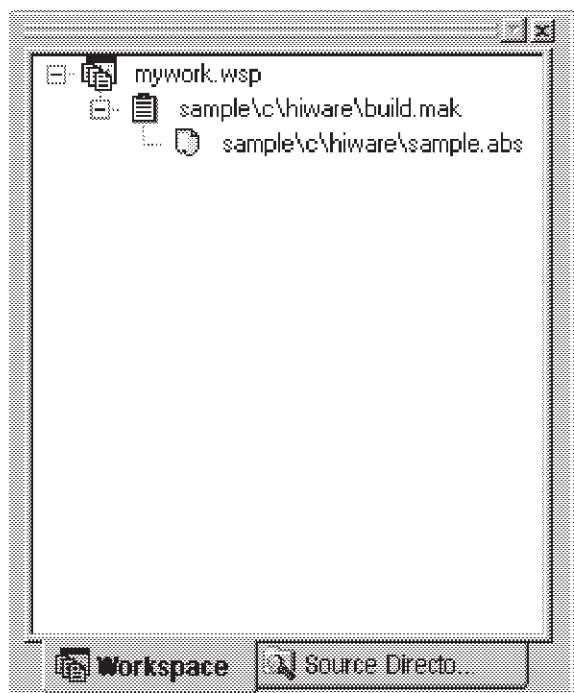 mywork.wsp
sample\c\hiware\build.mak
sample\c\hiware\sample.abs
Workspace
Source Directo...